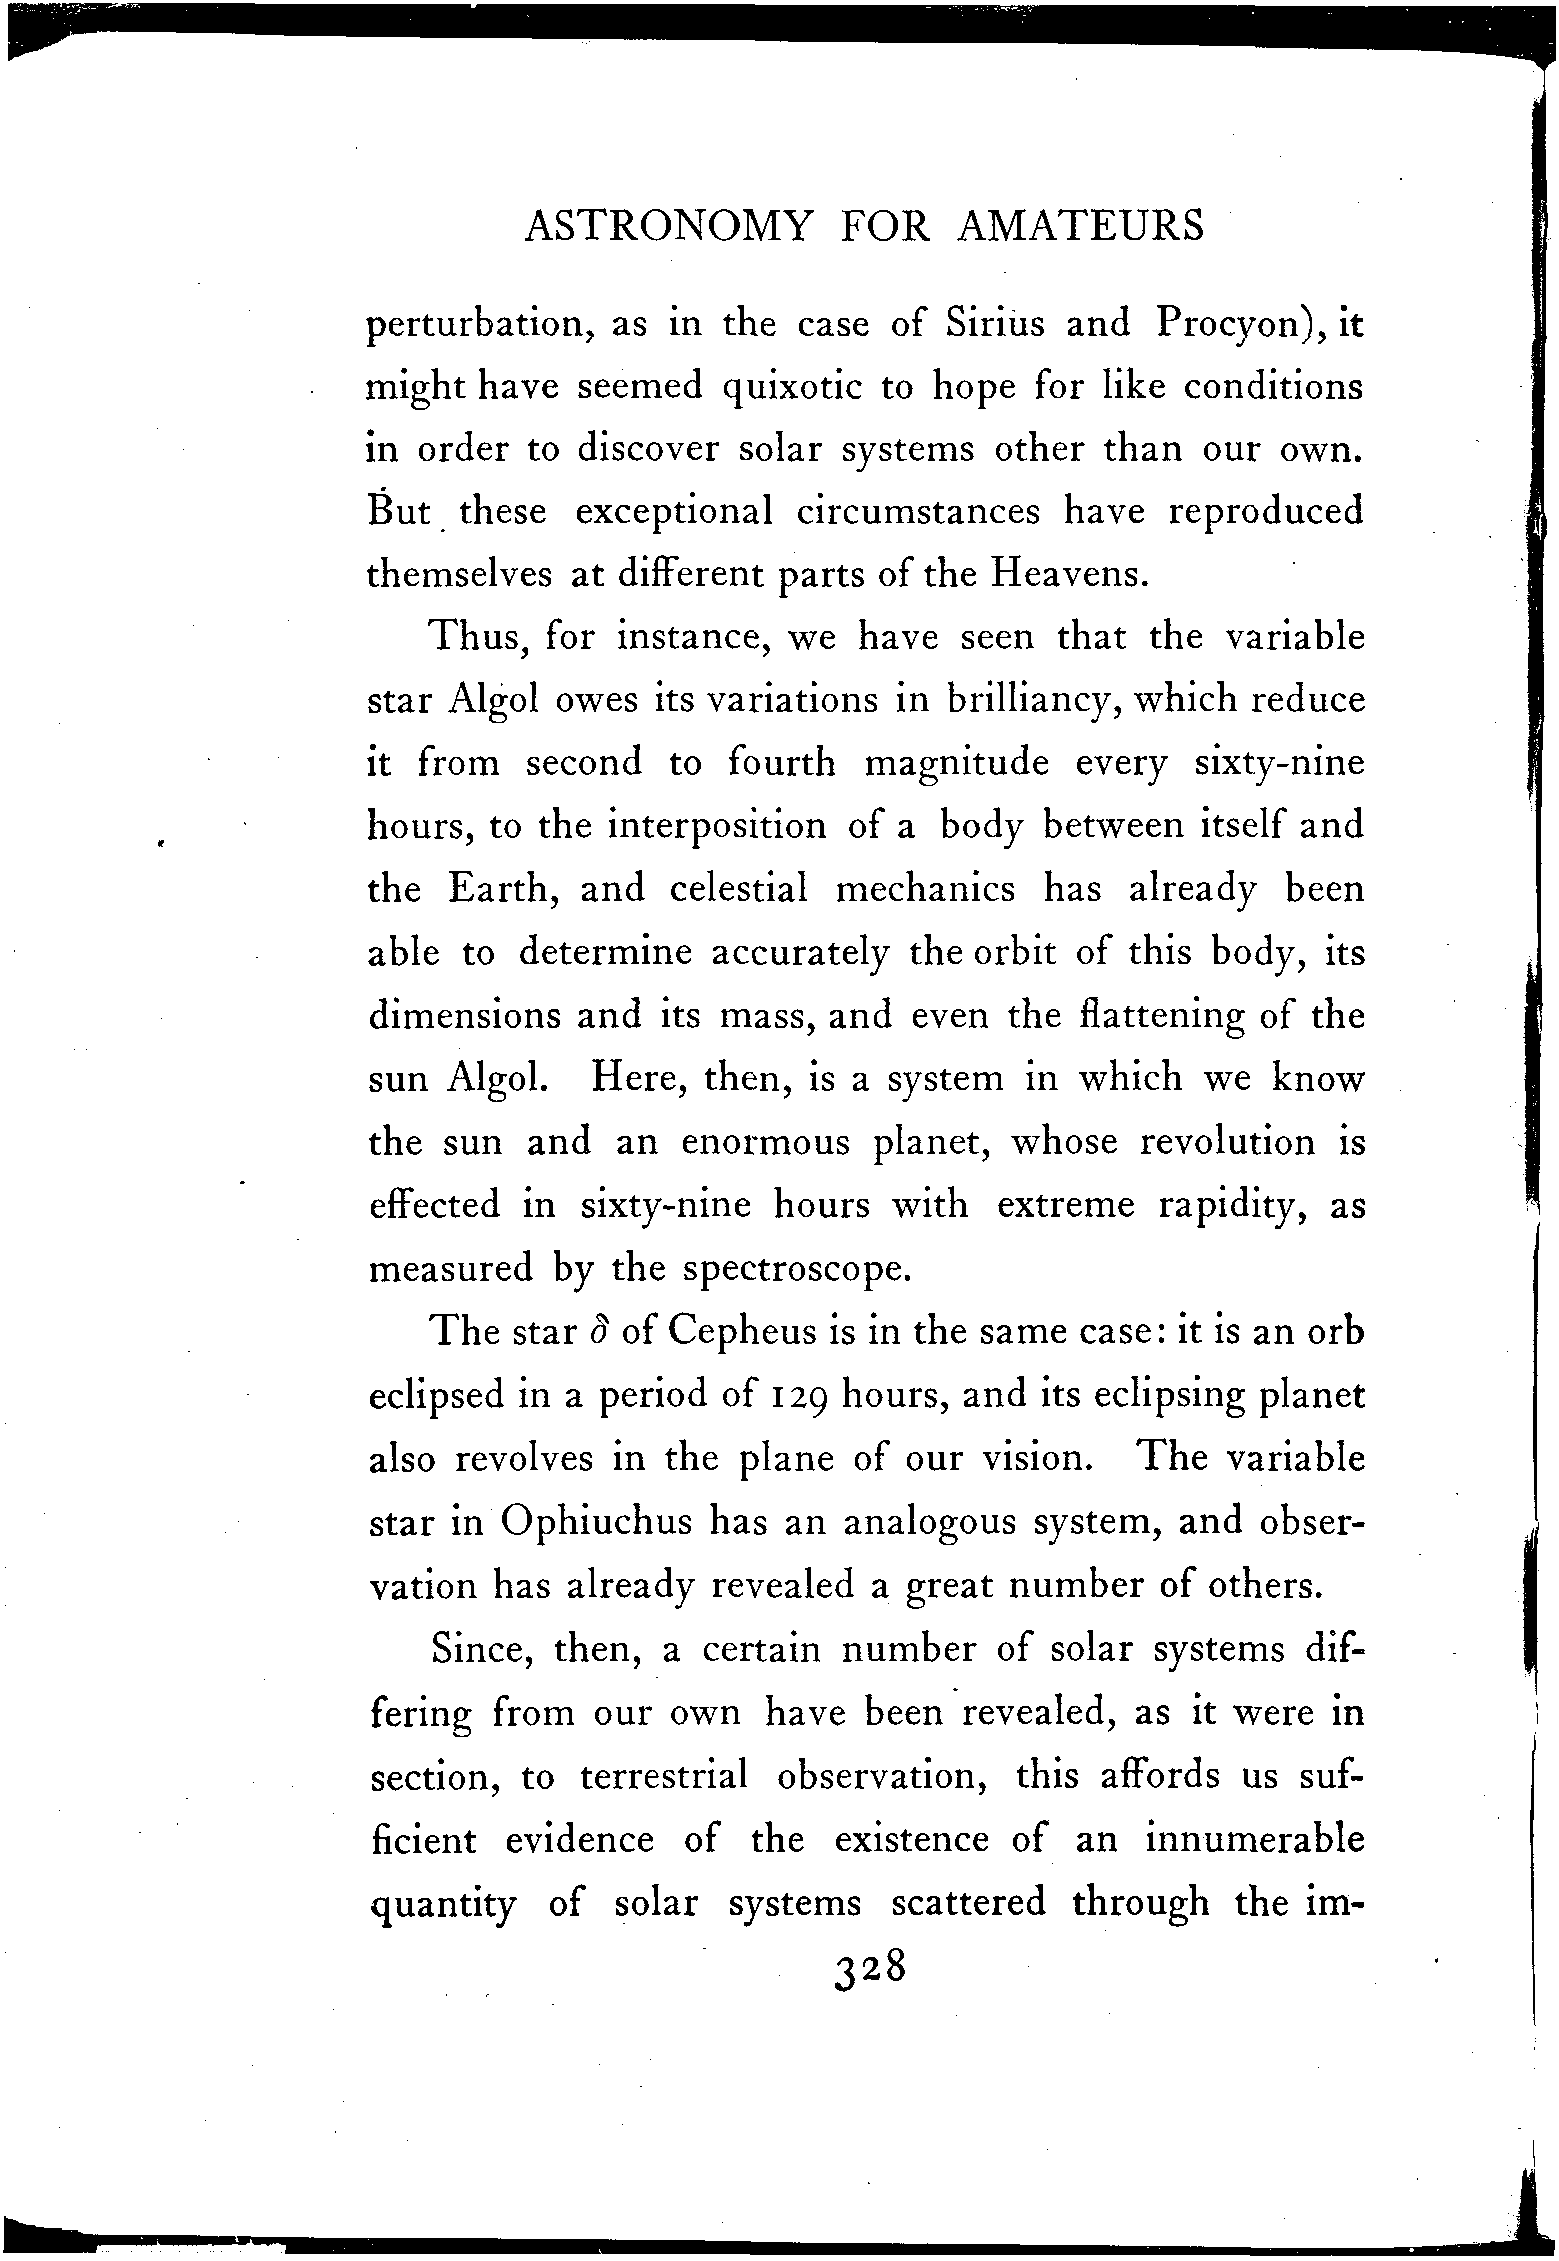 ASTRONOMY FOR AMATEURS
perturbation, as in the case of Sirius and Procyon), it
might have seemed quixotic to hope for like conditions
in order to discover solar systems other than our own.
But these exceptional circumstances have reproduced
themselves at different parts of the Heavens.
Thus, for instance, we have seen that the variable
star Algol owes its variations in brilliancy, which reduce
it from second to fourth magnitude every sixty-nine
hours, to the interposition of a body between itself and
the Earth, and celestial mechanics has already been
able to determine accurately the orbit of this body, its
dimensions and its mass, and even the flattening of the
sun Algol. Here, then, is a system in which we know
the sun and an enormous planet, whose revolution is
effected in sixty-nine hours with extreme rapidity, as
measured by the spectroscope.
The star δ of Cepheus is in the same case: it is an orb
eclipsed in a period of 129 hours, and its eclipsing planet
also revolves in the plane of our vision. The variable
star in Ophiuchus has an analogous system, and obser-
vation has already revealed a great number of others.
Since, then, a certain number of solar systems dif-
fering from our own have been revealed, as it were in
section, to terrestrial observation, this affords us suf-
ficient evidence of the existence of an innumerable
quantity of solar systems scattered through the im-
328